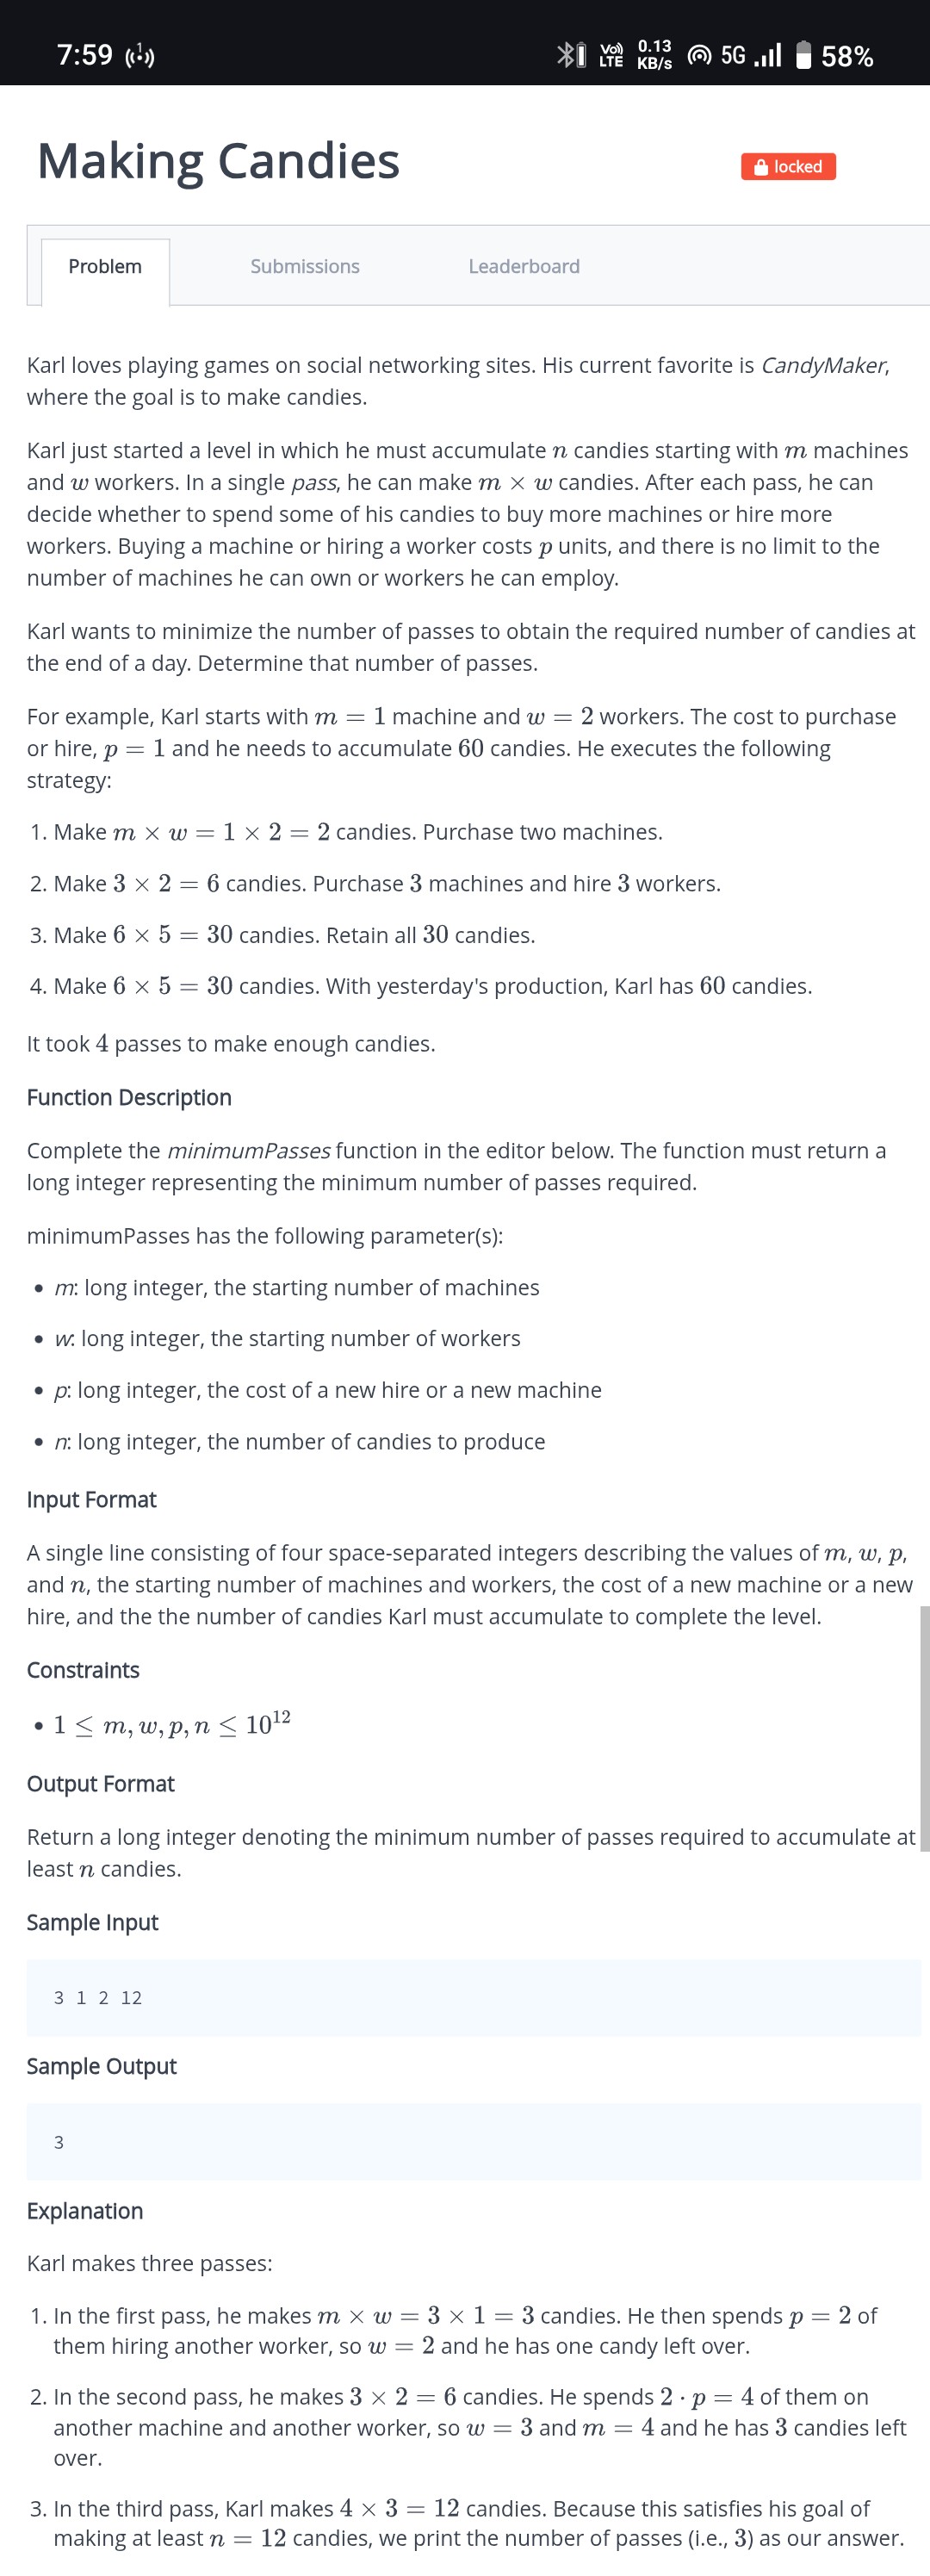 7:59
Vo)) LTE 0.13 KB/s 5G 58%
Making Candies
locked
Problem Submissions Leaderboard
Karl loves playing games on social networking sites. His current favorite is CandyMaker,
where the goal is to make candies.
Karl just started a level in which he must accumulate n candies starting with m machines
and w workers. In a single pass, he can make m × w candies. After each pass, he can
decide whether to spend some of his candies to buy more machines or hire more
workers. Buying a machine or hiring a worker costs p units, and there is no limit to the
number of machines he can own or workers he can employ.
Karl wants to minimize the number of passes to obtain the required number of candies at
the end of a day. Determine that number of passes.
For example, Karl starts with m = 1 machine and w = 2 workers. The cost to purchase
or hire, p = 1 and he needs to accumulate 60 candies. He executes the following
strategy:
1. Make m × w = 1 × 2 = 2 candies. Purchase two machines.
2. Make 3 × 2 = 6 candies. Purchase 3 machines and hire 3 workers.
3. Make 6 × 5 = 30 candies. Retain all 30 candies.
4. Make 6 × 5 = 30 candies. With yesterday's production, Karl has 60 candies.
It took 4 passes to make enough candies.
Function Description
Complete the minimumPasses function in the editor below. The function must return a
long integer representing the minimum number of passes required.
minimumPasses has the following parameter(s):
• m: long integer, the starting number of machines
• w: long integer, the starting number of workers
• p: long integer, the cost of a new hire or a new machine
• n: long integer, the number of candies to produce
Input Format
A single line consisting of four space-separated integers describing the values of m, w, p,
and n, the starting number of machines and workers, the cost of a new machine or a new
hire, and the the number of candies Karl must accumulate to complete the level.
Constraints
• 1 ≤ m, w, p, n ≤ 10¹²
Output Format
Return a long integer denoting the minimum number of passes required to accumulate at
least n candies.
Sample Input
3 1 2 12
Sample Output
3
Explanation
Karl makes three passes:
1. In the first pass, he makes m × w = 3 × 1 = 3 candies. He then spends p = 2 of
them hiring another worker, so w = 2 and he has one candy left over.
2. In the second pass, he makes 3 × 2 = 6 candies. He spends 2 · p = 4 of them on
another machine and another worker, so w = 3 and m = 4 and he has 3 candies left
over.
3. In the third pass, Karl makes 4 × 3 = 12 candies. Because this satisfies his goal of
making at least n = 12 candies, we print the number of passes (i.e., 3) as our answer.